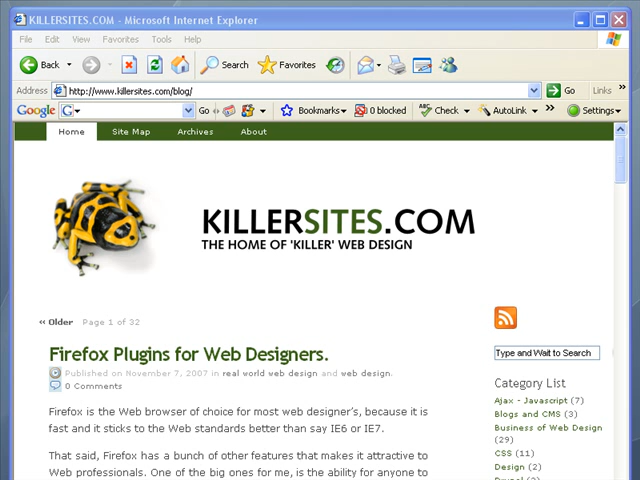 KILLERSITES.COM - Microsoft Internet Explorer
File Edit View Favorites Tools Help
Back Search Favorites
Address http://www.killersites.com/blog/ Go Links »
Google G Go Bookmarks 0 blocked ABC Check AutoLink » Settings
Home Site Map Archives About
KILLERSITES.COM
THE HOME OF 'KILLER' WEB DESIGN
‹‹ Older Page 1 of 32
Type and Wait to Search
Firefox Plugins for Web Designers.
Published on November 7, 2007 in real world web design and web design.
0 Comments
Firefox is the Web browser of choice for most web designer's, because it is
fast and it sticks to the Web standards better than say IE6 or IE7.
That said, Firefox has a bunch of other features that makes it attractive to
Web professionals. One of the big ones for me, is the ability for anyone to
Category List
Ajax - Javascript (7)
Blogs and CMS (3)
Business of Web Design
(29)
CSS (11)
Design (2)